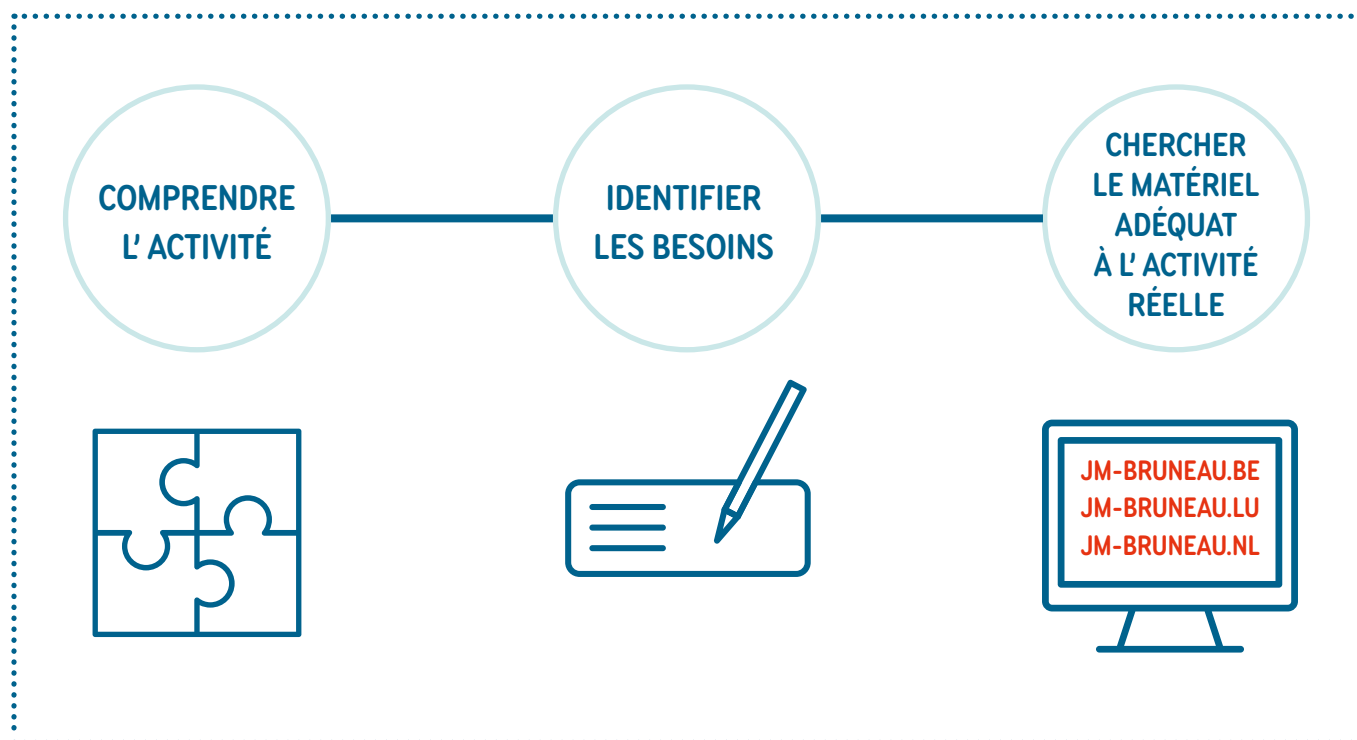 COMPRENDRE
L' ACTIVITÉ
IDENTIFIER
LES BESOINS
CHERCHER
LE MATÉRIEL
ADÉQUAT
À L' ACTIVITÉ
RÉELLE
JM-BRUNEAU.BE
JM-BRUNEAU.LU
JM-BRUNEAU.NL